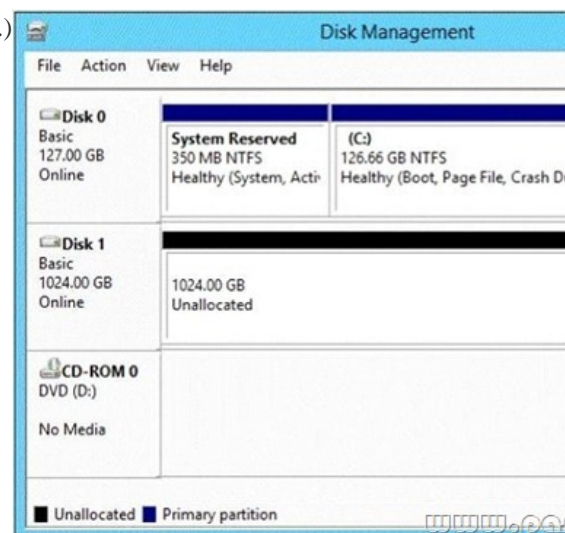 .)
Disk Management
File Action View Help
Disk 0
Basic
127.00 GB
Online
System Reserved
350 MB NTFS
Healthy (System, Acti
(C:)
126.66 GB NTFS
Healthy (Boot, Page File, Crash D
Disk 1
Basic
1024.00 GB
Online
1024.00 GB
Unallocated
CD-ROM 0
DVD (D:)
No Media
Unallocated Primary partition